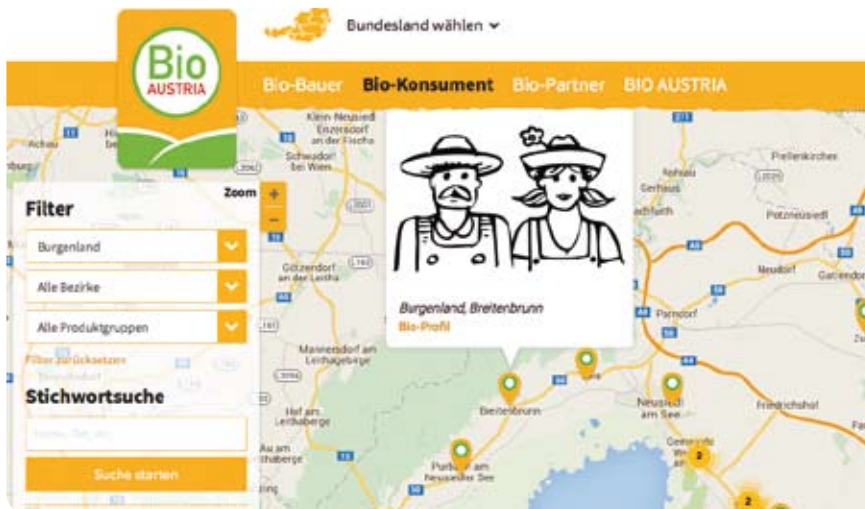 Bundesland wählen
Bio
AUSTRIA
Bio-Bauer Bio-Konsument Bio-Partner BIO AUSTRIA
Klein-Neusiedl
Enzersdorf
an der Fischa
Schwadorf
bei Wien
Achau
Prellenkirchen
Gerhaus
Potzneusiedl
Zoom
+
-
Filter
Burgenland
Alle Bezirke
Alle Produktgruppen
Filter zurücksetzen
Götzendorf
an der Leitha
Neudorf
Parndorf
Burgenland, Breitenbrunn
Bio-Profil
Mannersdorf am
Leithagebirge
Stichwortsuche
Suche starten
Hof am
Leithaberge
Breitenbrunn
Neusiedl
am See
Friedrichshof
Au am
Purbach am
Neusiedler See
Gemeinde
2
2